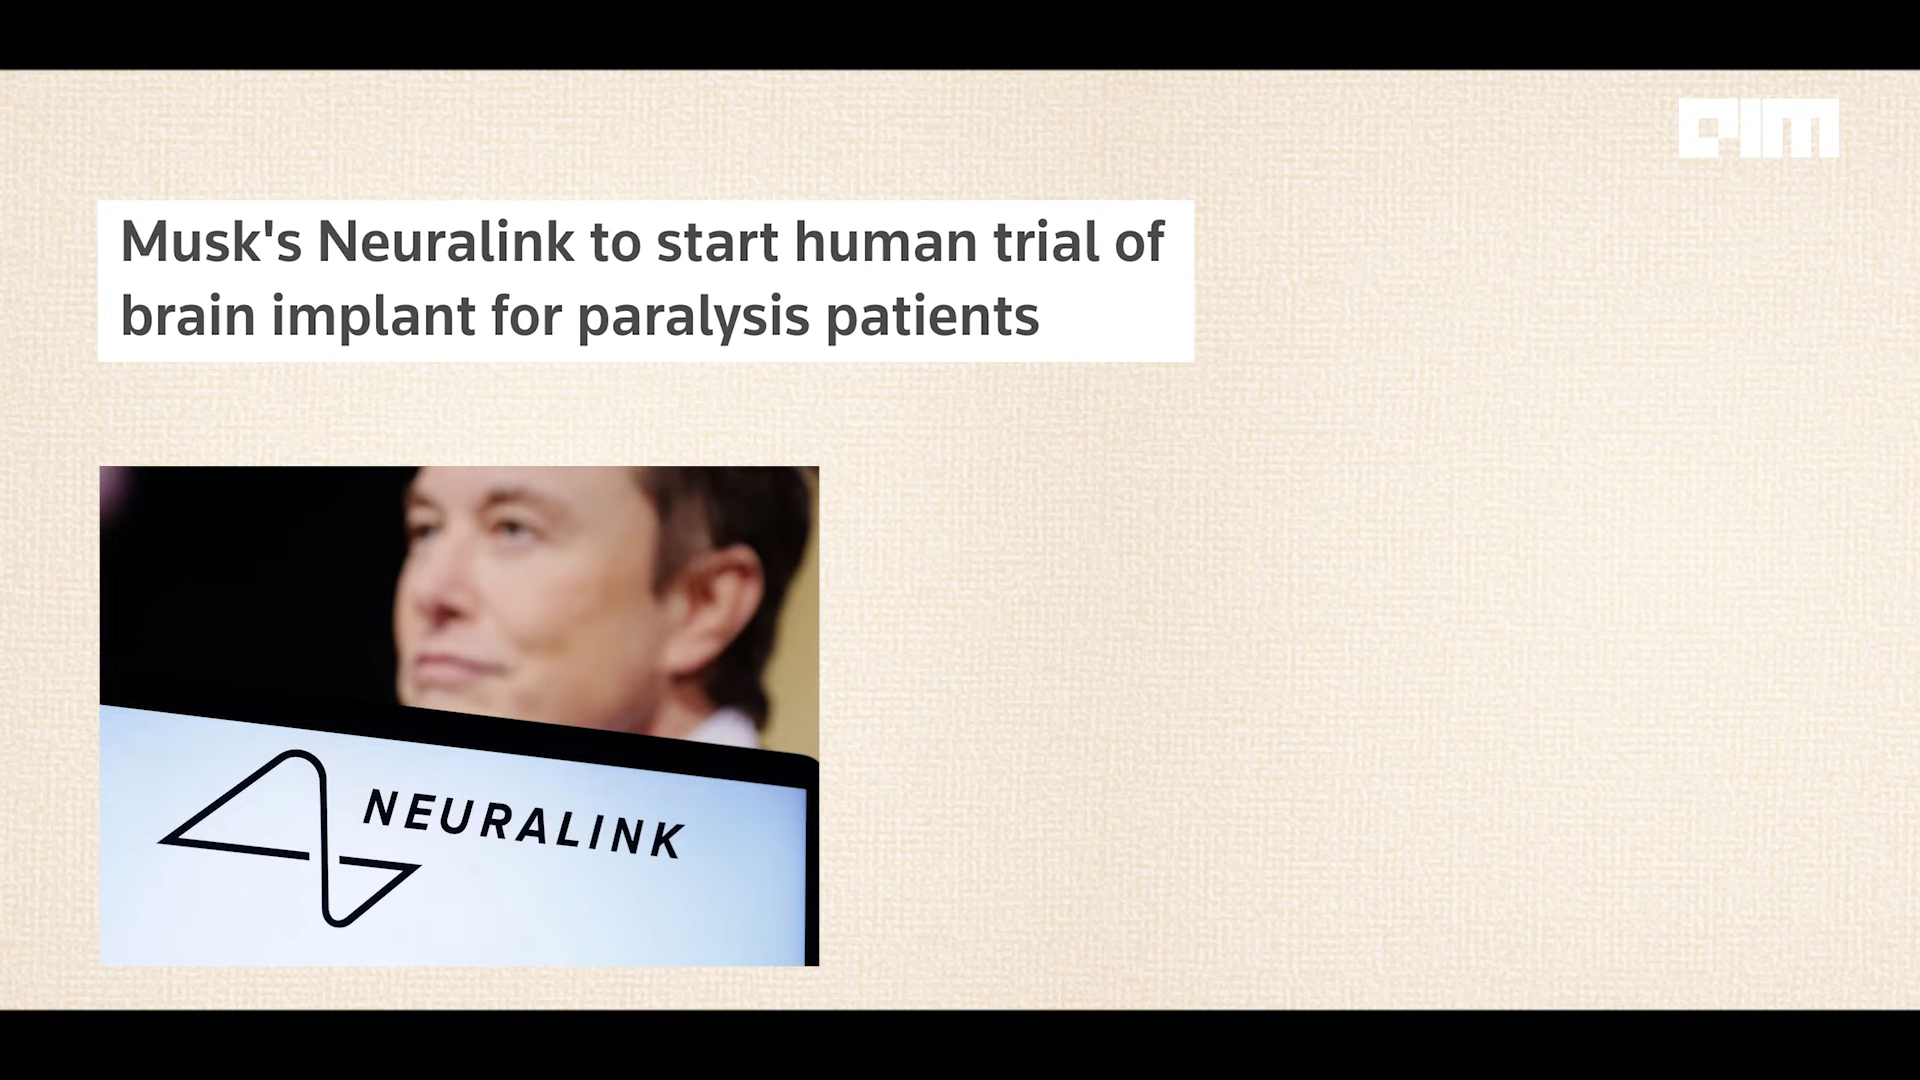 aim
Musk's Neuralink to start human trial of
brain implant for paralysis patients
NEURALINK